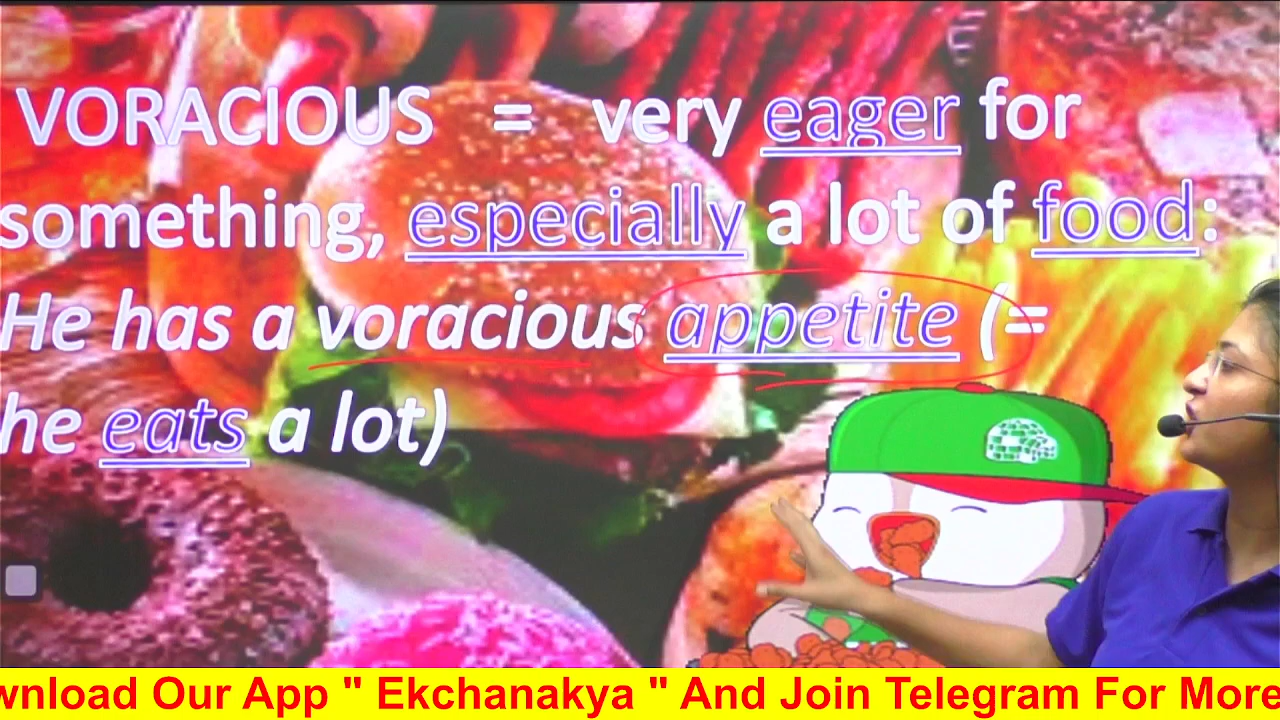 VORACIOUS = very eager for
something, especially a lot of food:
He has a voracious appetite (=
he eats a lot)
wnload Our App " Ekchanakya " And Join Telegram For More